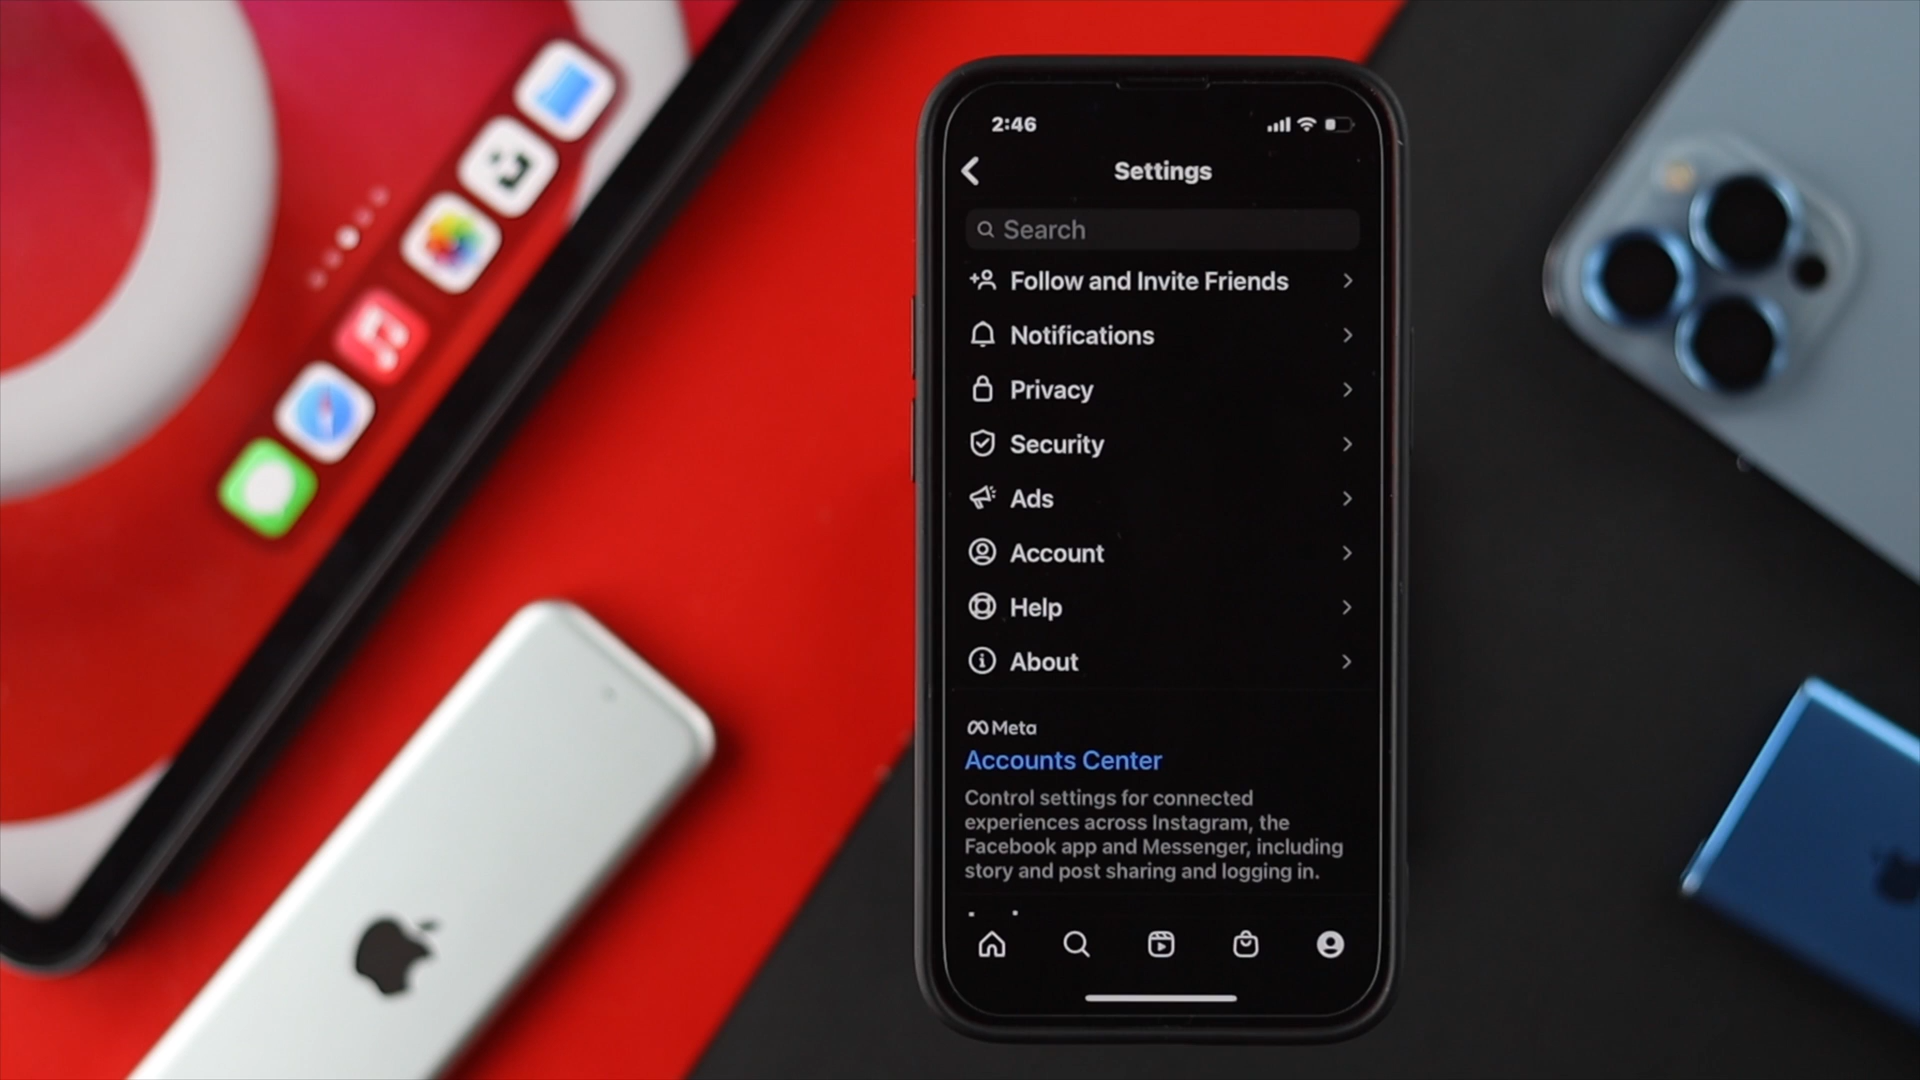 2:46
Settings
Search
Follow and Invite Friends
Notifications
Privacy
Security
Ads
Account
Help
About
Meta
Accounts Center
Control settings for connected
experiences across Instagram, the
Facebook app and Messenger, including
story and post sharing and logging in.